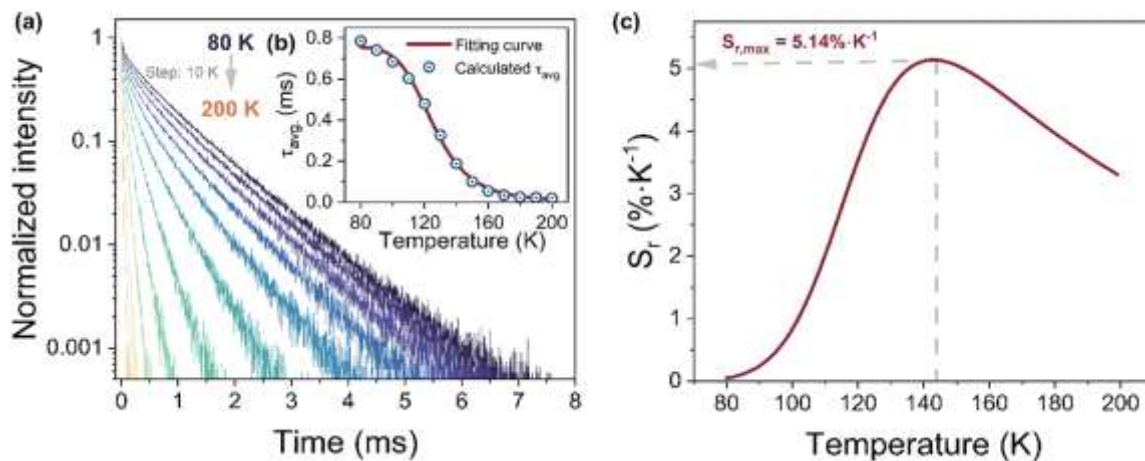 (a)
Normalized intensity
1
0.1
0.01
0.001
80 K
Step: 10 K
200 K
0 1 2 3 4 5 6 7 8
Time (ms)
(b)
τavg. (ms)
0.8
0.6
0.4
0.2
0.0
Fitting curve
Calculated τavg.
80 120 160 200
Temperature (K)
(c)
Sr,max = 5.14%·K⁻¹
Sr (%·K⁻¹)
5
4
3
2
1
0
80 100 120 140 160 180 200
Temperature (K)